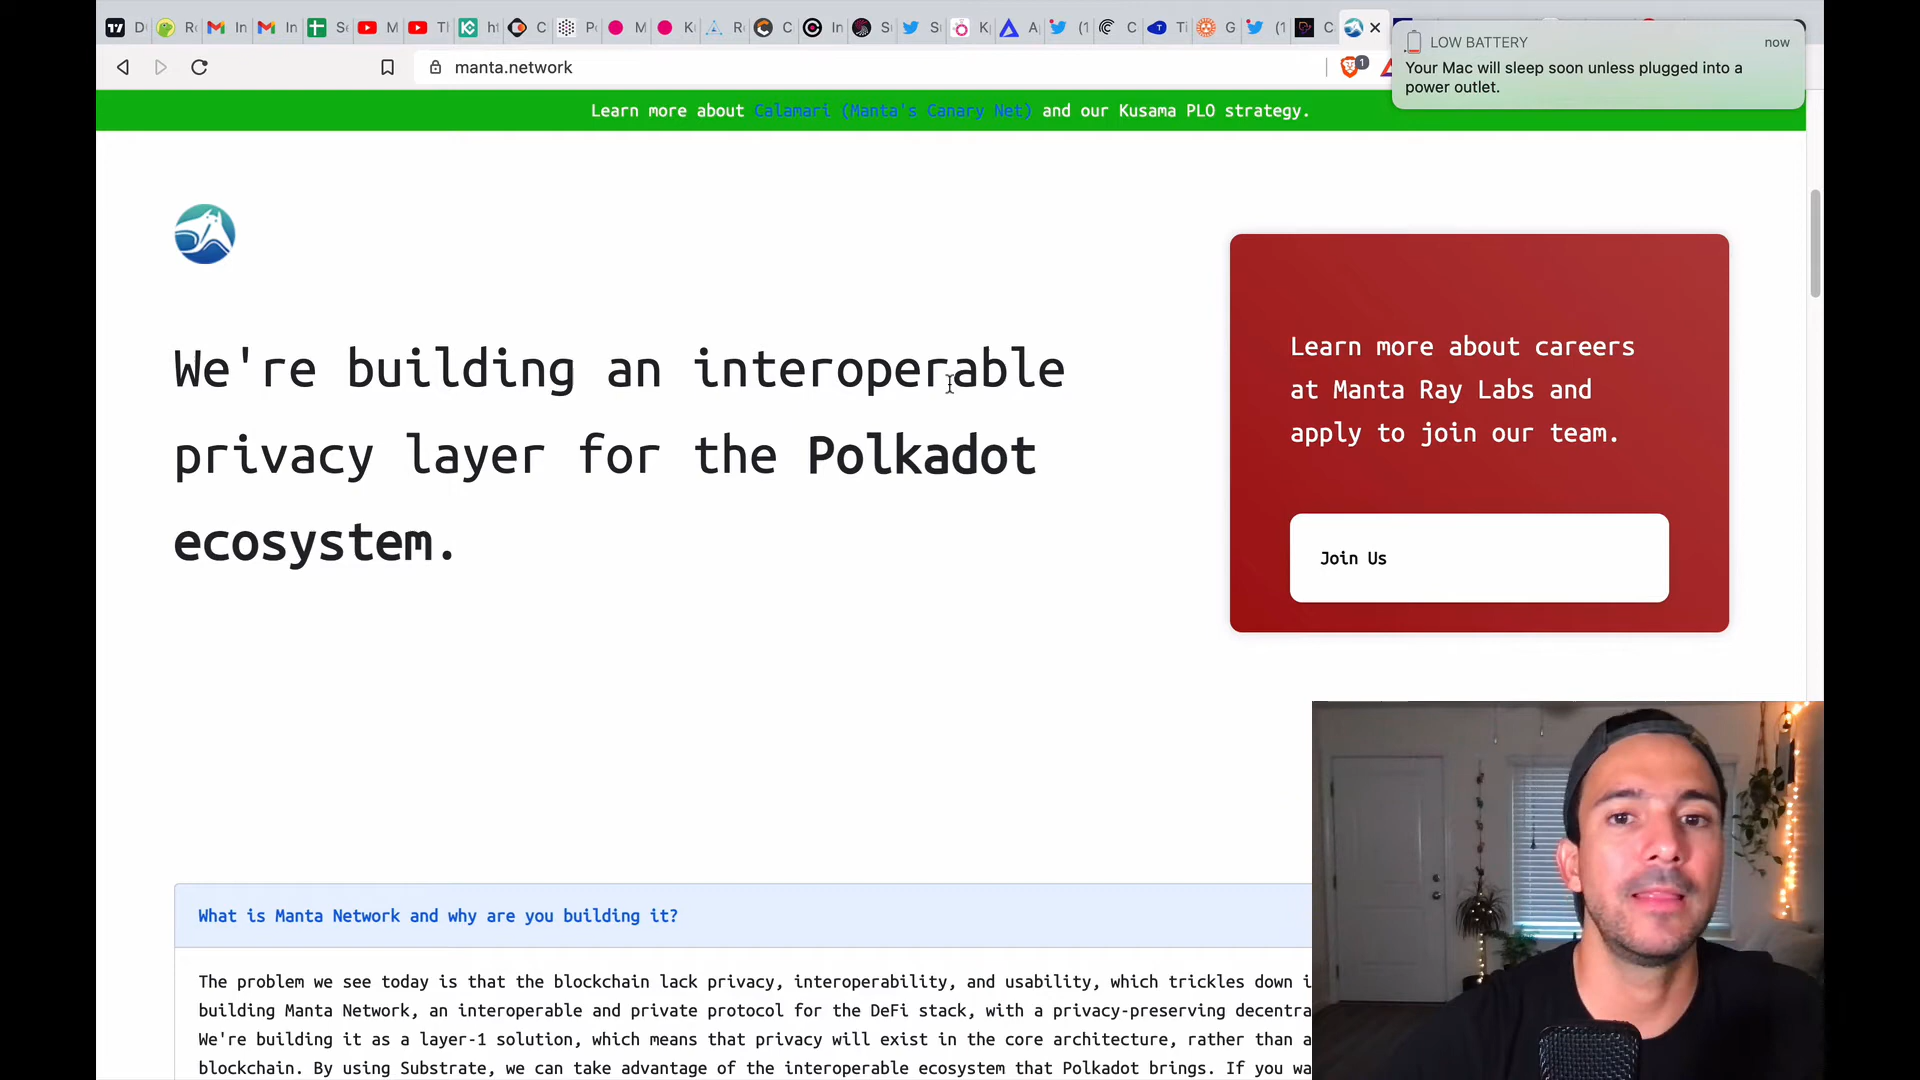 manta.network
1
LOW BATTERY now
Your Mac will sleep soon unless plugged into a
power outlet.
Learn more about Calamari (Manta's Canary Net) and our Kusama PLO strategy.
We're building an interoperable
privacy layer for the Polkadot
ecosystem.
Learn more about careers
at Manta Ray Labs and
apply to join our team.
Join Us
What is Manta Network and why are you building it?
The problem we see today is that the blockchain lack privacy, interoperability, and usability, which trickles down
building Manta Network, an interoperable and private protocol for the DeFi stack, with a privacy-preserving
We're building it as a layer-1 solution, which means that privacy will exist in the core architecture, rather than a
blockchain. By using Substrate, we can take advantage of the interoperable ecosystem that Polkadot brings. If you